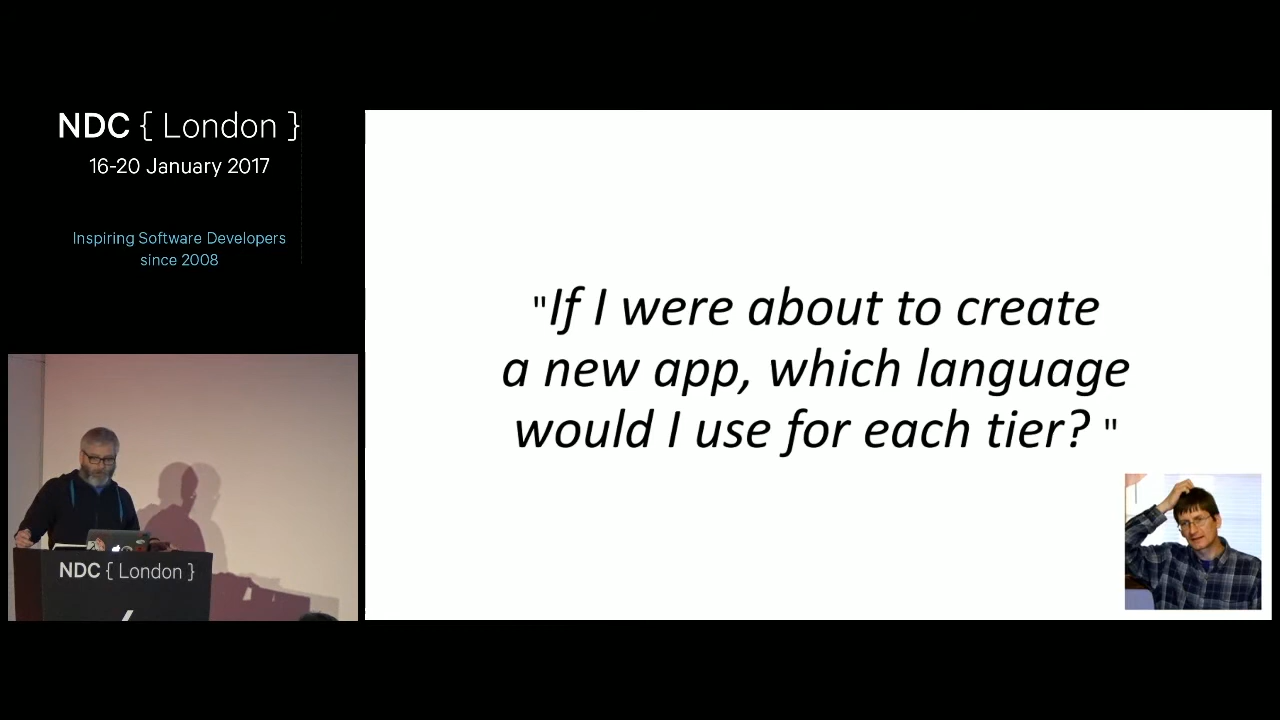 NDC { London }
16-20 January 2017
Inspiring Software Developers
since 2008
"If I were about to create
a new app, which language
would I use for each tier? "
NDC { London }